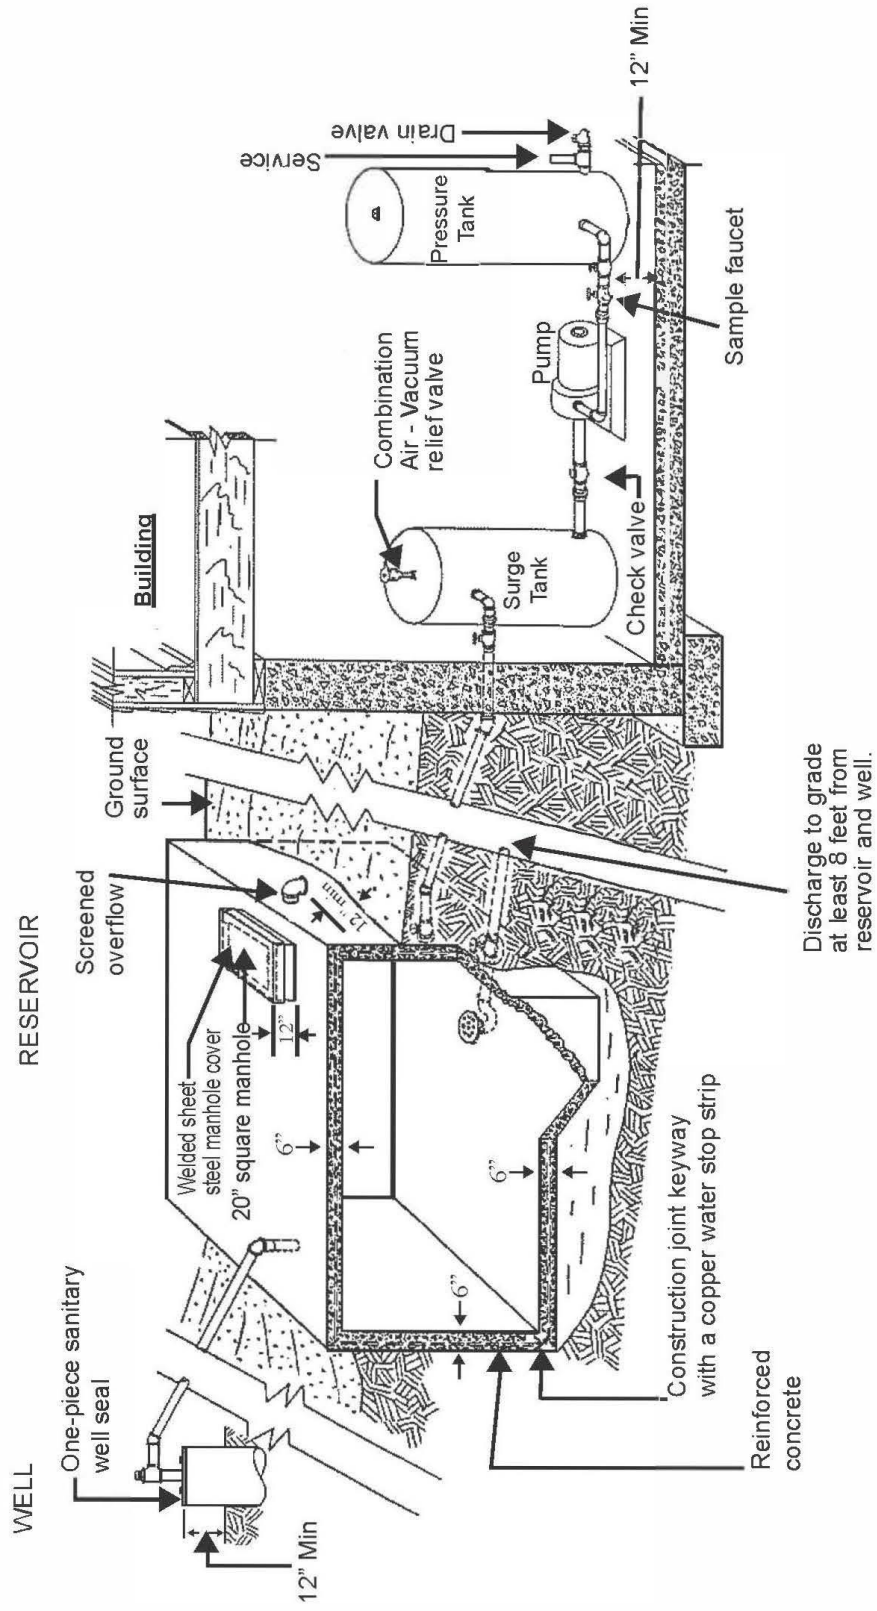 WELL
RESERVOIR
One-piece sanitary
well seal
12" Min
Screened
overflow
Ground
surface
Building
Welded sheet
steel manhole cover
20" square manhole
12"
12" min
6"
6"
6"
Combination
Air - Vacuum
relief valve
Surge
Tank
Check valve
Pump
Pressure
Tank
Service
Drain valve
12" Min
Sample faucet
Discharge to grade
at least 8 feet from
reservoir and well.
Construction joint keyway
with a copper water stop strip
Reinforced
concrete